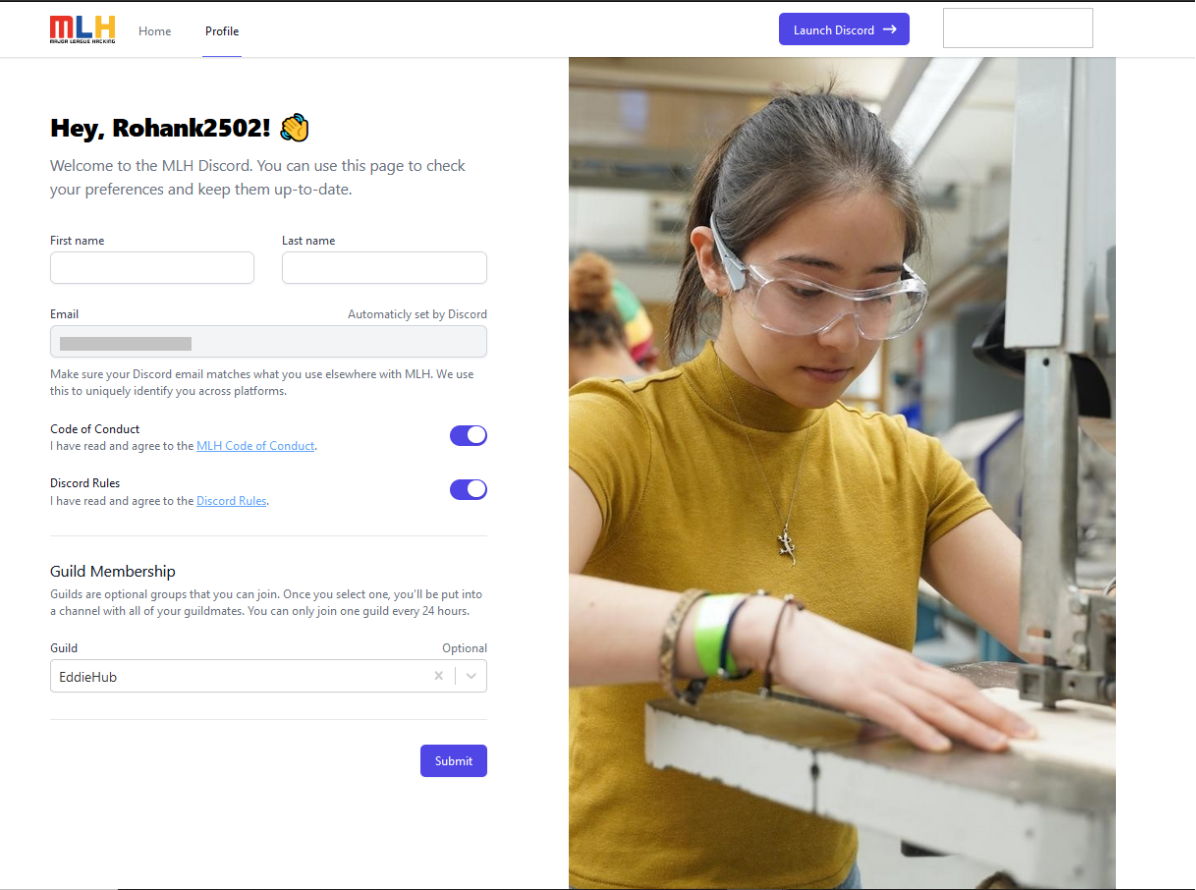 MLH
MAJOR LEAGUE HACKING
Home
Profile
Launch Discord →
Hey, Rohank2502! 👋
Welcome to the MLH Discord. You can use this page to check
your preferences and keep them up-to-date.
First name
Last name
Email
Automaticly set by Discord
Make sure your Discord email matches what you use elsewhere with MLH. We use
this to uniquely identify you across platforms.
Code of Conduct
I have read and agree to the MLH Code of Conduct.
Discord Rules
I have read and agree to the Discord Rules.
Guild Membership
Guilds are optional groups that you can join. Once you select one, you'll be put into
a channel with all of your guildmates. You can only join one guild every 24 hours.
Guild
Optional
EddieHub
Submit